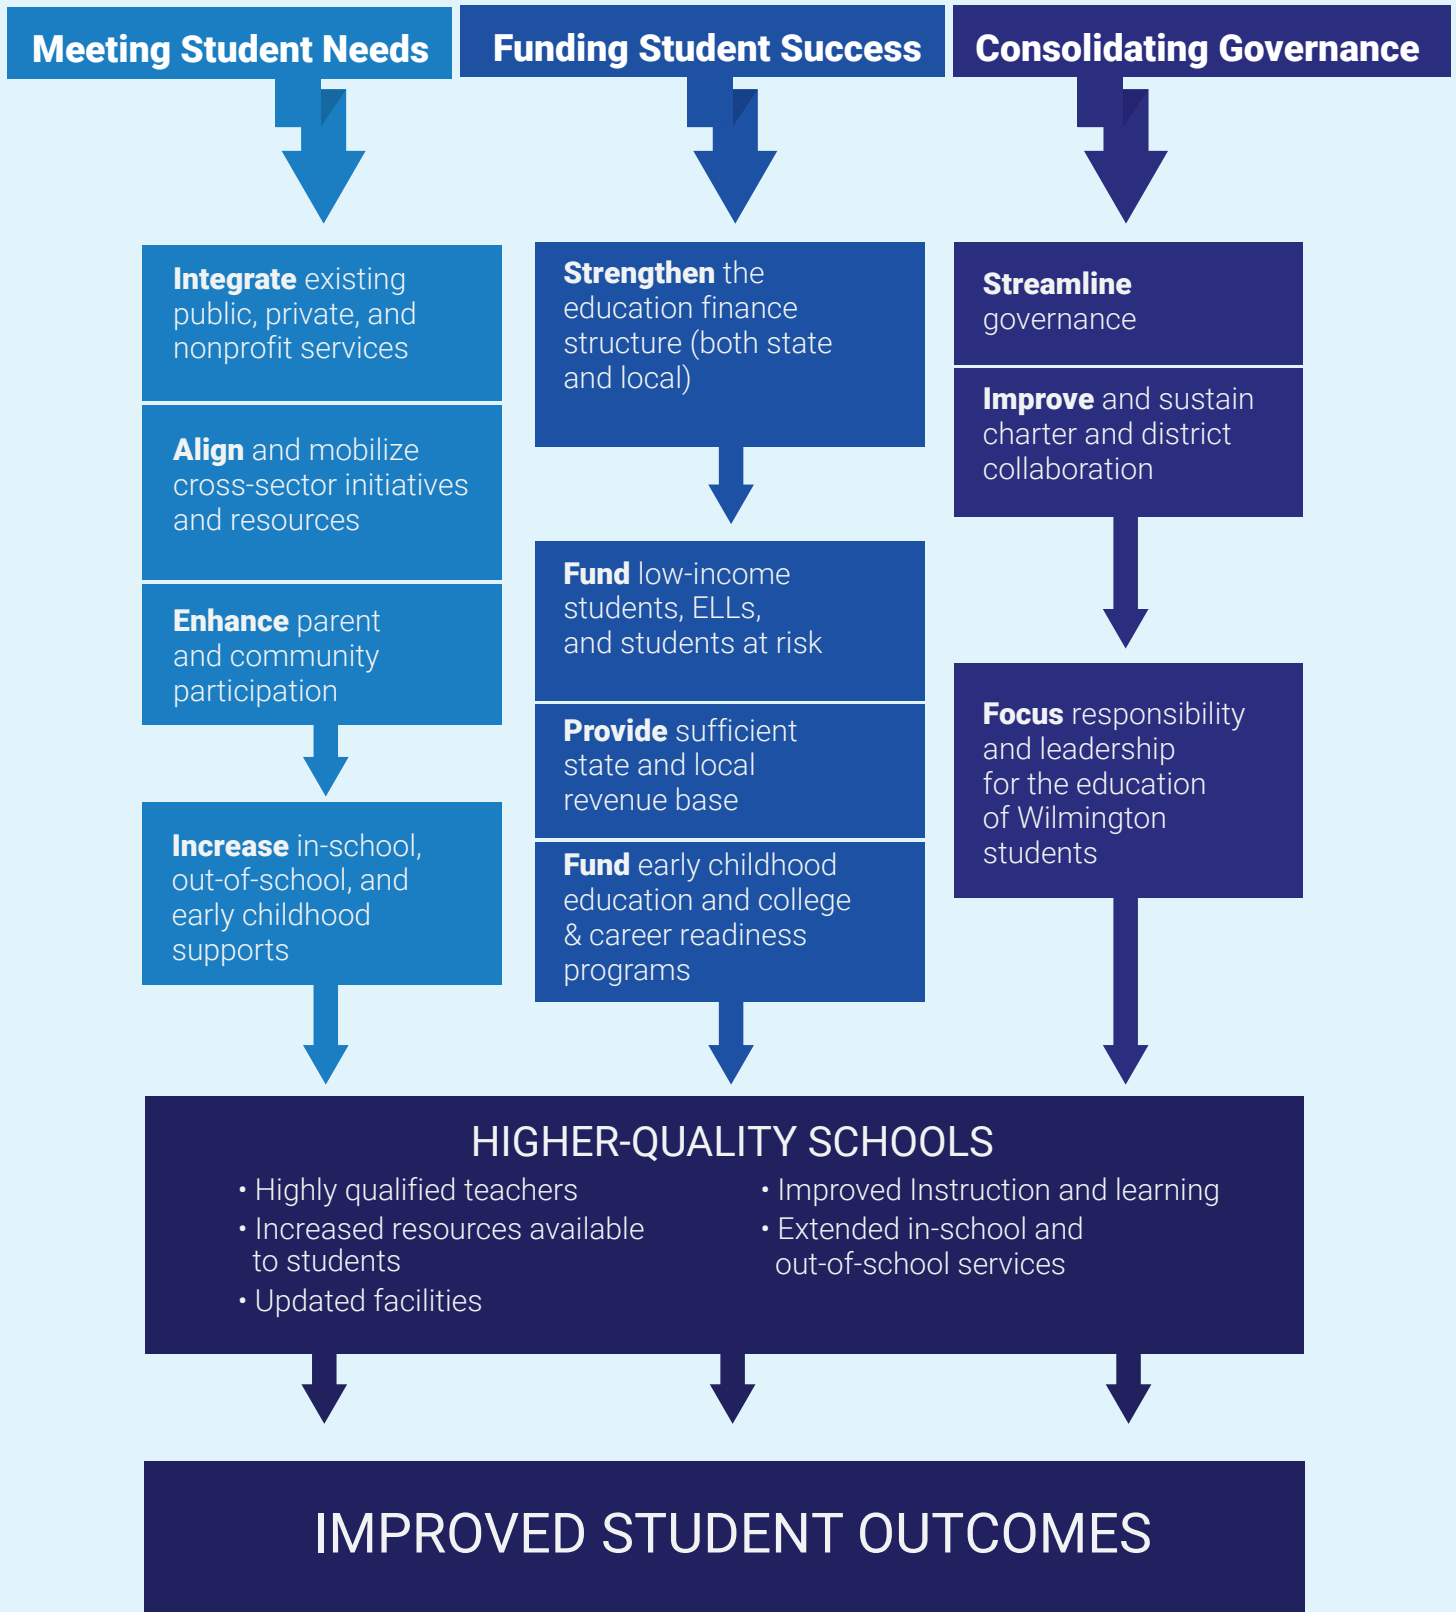 Meeting Student Needs
Funding Student Success
Consolidating Governance
Integrate existing
public, private, and
nonprofit services
Align and mobilize
cross-sector initiatives
and resources
Enhance parent
and community
participation
Increase in-school,
out-of-school, and
early childhood
supports
Strengthen the
education finance
structure (both state
and local)
Fund low-income
students, ELLs,
and students at risk
Provide sufficient
state and local
revenue base
Fund early childhood
education and college
& career readiness
programs
Streamline
governance
Improve and sustain
charter and district
collaboration
Focus responsibility
and leadership
for the education
of Wilmington
students
HIGHER-QUALITY SCHOOLS
• Highly qualified teachers
• Increased resources available
to students
• Updated facilities
• Improved Instruction and learning
• Extended in-school and
out-of-school services
IMPROVED STUDENT OUTCOMES